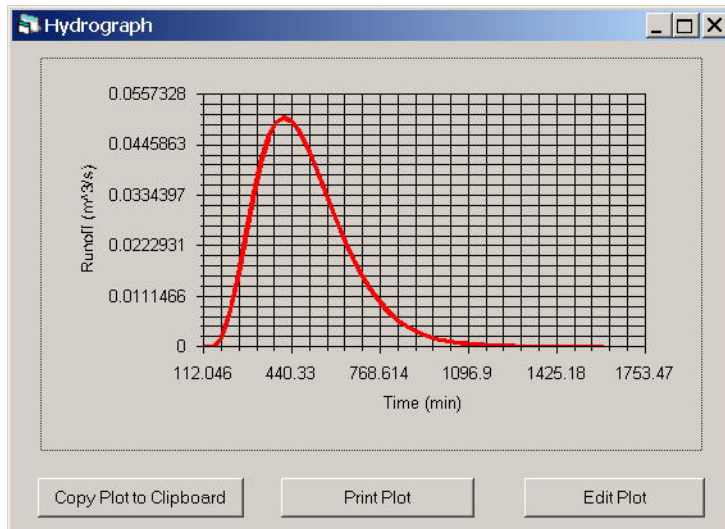 Hydrograph
0.0557328
0.0445863
0.0334397
0.0222931
0.0111466
0
Runoff (m^3/s)
112.046 440.33 768.614 1096.9 1425.18 1753.47
Time (min)
Copy Plot to Clipboard Print Plot Edit Plot